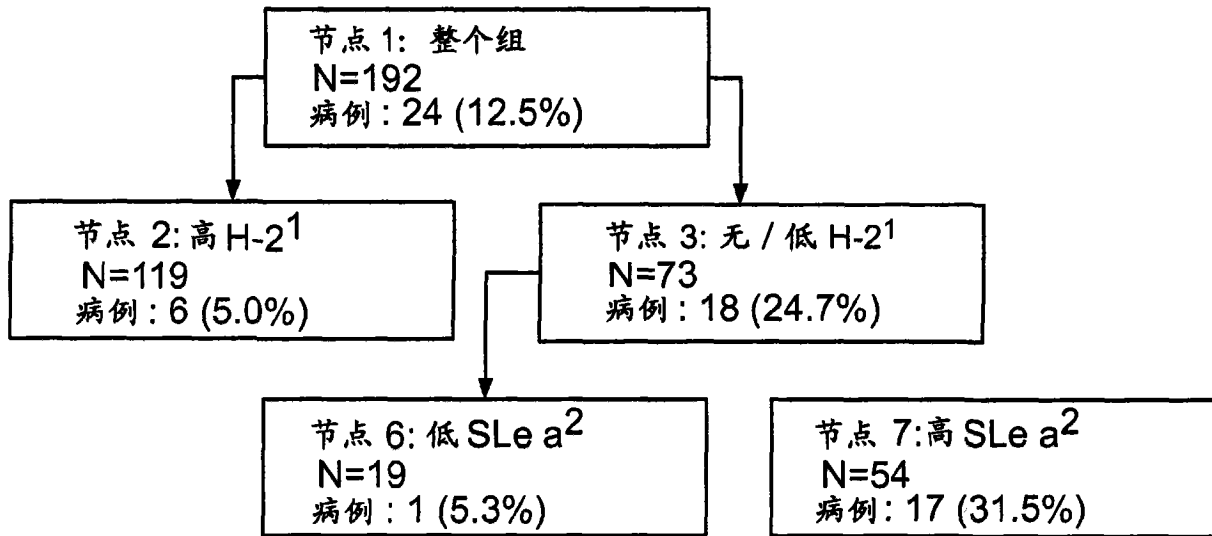 节点 1: 整个组
N=192
病例: 24 (12.5%)
节点 2: 高 H-2¹
N=119
病例: 6 (5.0%)
节点 3: 无 / 低 H-2¹
N=73
病例: 18 (24.7%)
节点 6: 低 SLe a²
N=19
病例: 1 (5.3%)
节点 7:高 SLe a²
N=54
病例: 17 (31.5%)